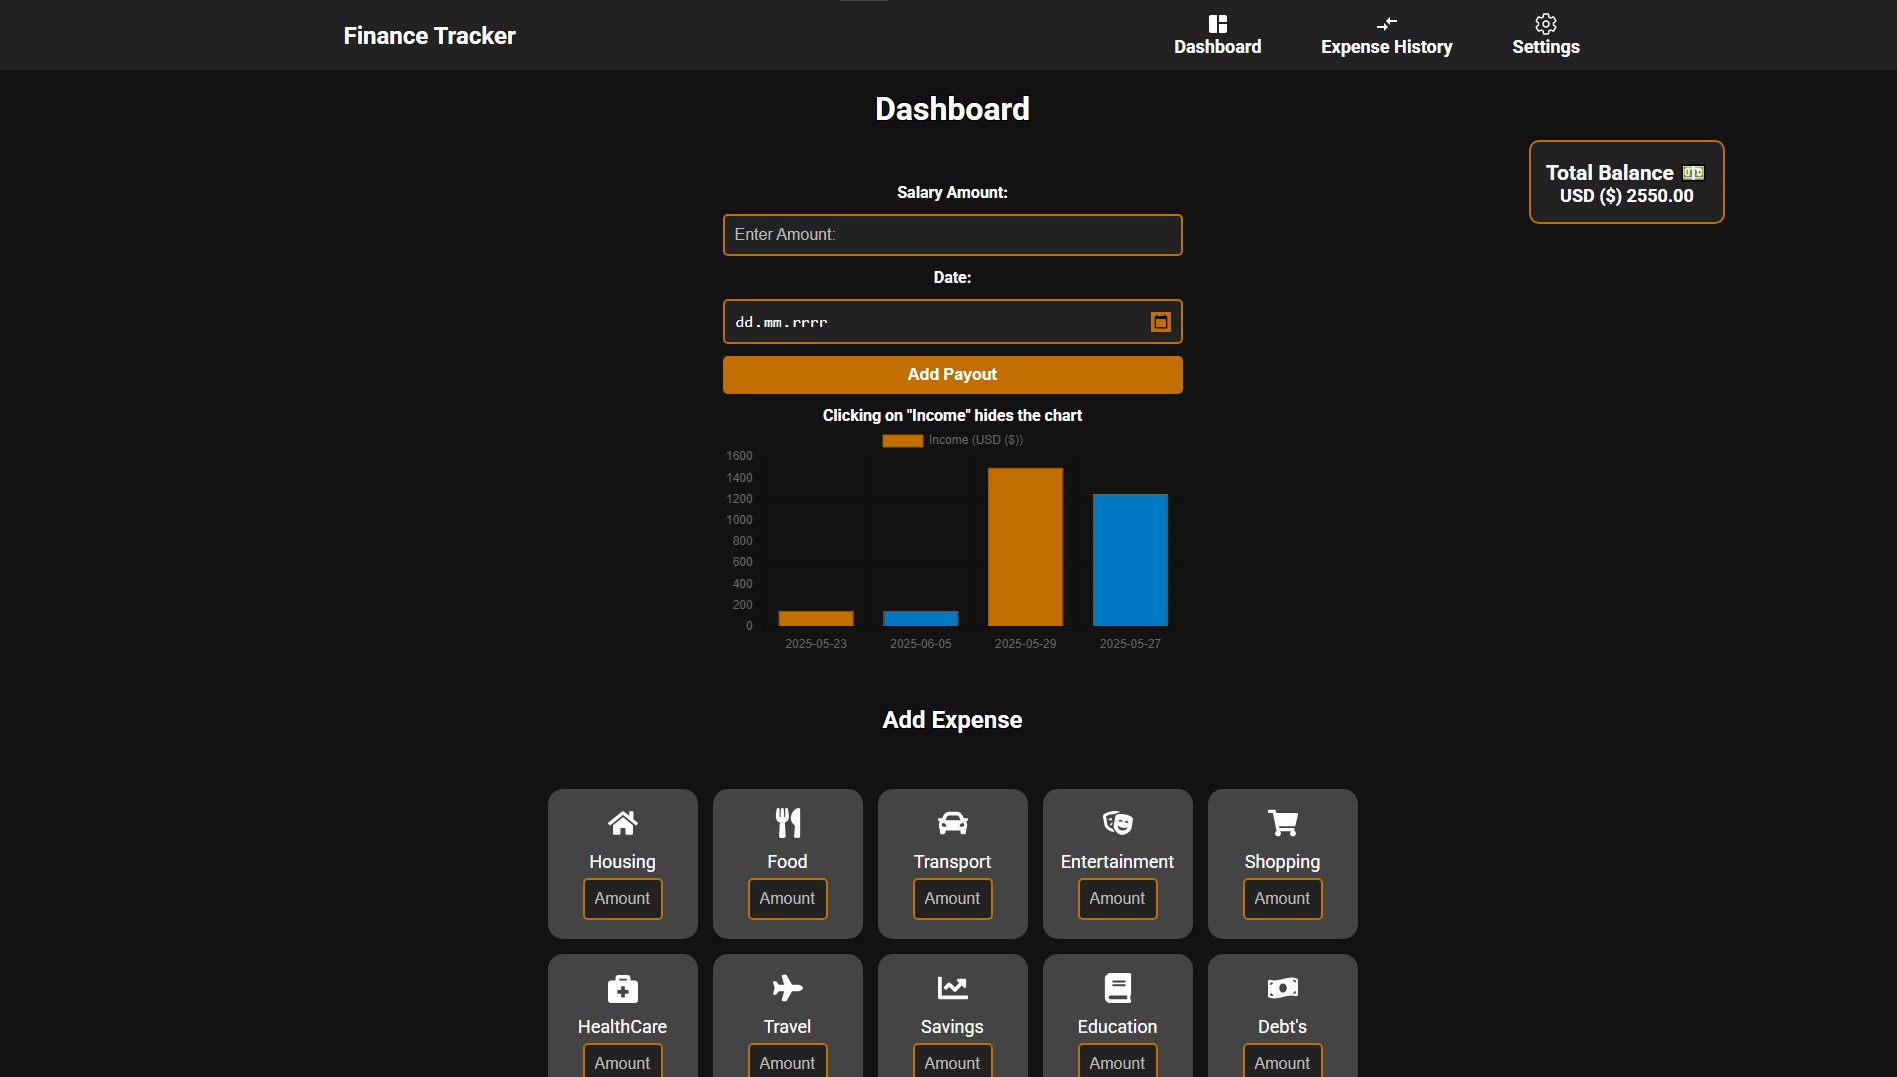 Finance Tracker
Dashboard
Expense History
Settings
Dashboard
Total Balance 💵
USD ($) 2550.00
Salary Amount:
Enter Amount:
Date:
dd.mm.rrrr
Add Payout
Clicking on "Income" hides the chart
Income (USD ($))
1600
1400
1200
1000
800
600
400
200
0
2025-05-23 2025-06-05 2025-05-29 2025-05-27
Add Expense
Housing Food Transport Entertainment Shopping
Amount Amount Amount Amount Amount
HealthCare Travel Savings Education Debt's
Amount Amount Amount Amount Amount